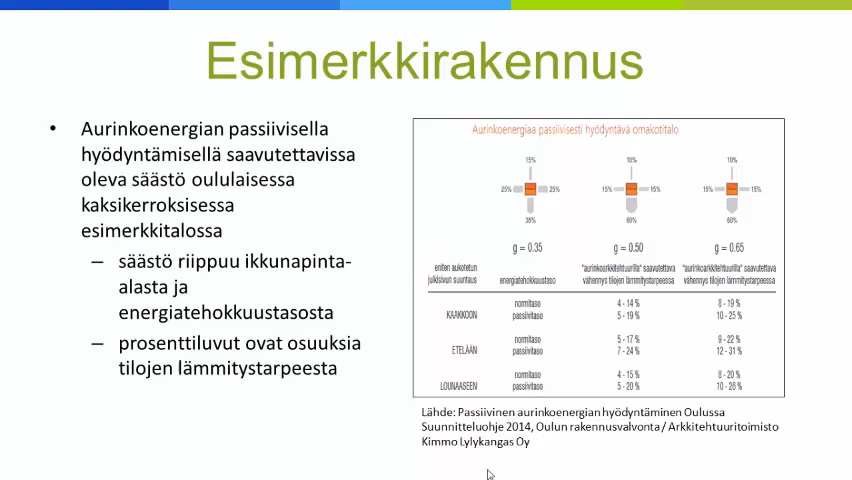 Esimerkkirakennus
• Aurinkoenergian passiivisella
hyödyntämisellä saavutettavissa
oleva säästö oululaisessa
kaksikerroksisessa
esimerkkitalossa
– säästö riippuu ikkunapinta-
alasta ja
energiatehokkuustasosta
– prosenttiluvut ovat osuuksia
tilojen lämmitystarpeesta
Aurinkoenergiaa passiivisesti hyödyntävä omakotitalo
15% 10% 10%
25% 25% 15% 15% 15% 15%
35% 60% 60%
g = 0.35 g = 0.50 g = 0.65
eniten aukotetun "aurinkoarkkitehtuurilla" saavutettava "aurinkoarkkitehtuurilla" saavutettava
julkisivun suuntaus energiatehokkuustaso vähennys tilojen lämmitystarpeessa vähennys tilojen lämmitystarpeessa
normitaso 4 - 14 % 8 - 19 %
KAAKKOON passiivitaso 5 - 19 % 10 - 25 %
normitaso 5 - 17 % 9 - 22 %
ETELÄÄN passiivitaso 7 - 24 % 12 - 31 %
normitaso 4 - 15 % 8 - 20 %
LOUNAASEEN passiivitaso 5 - 20 % 10 - 26 %
Lähde: Passiivinen aurinkoenergian hyödyntäminen Oulussa
Suunnitteluohje 2014, Oulun rakennusvalvonta / Arkkitehtuuritoimisto
Kimmo Lylykangas Oy